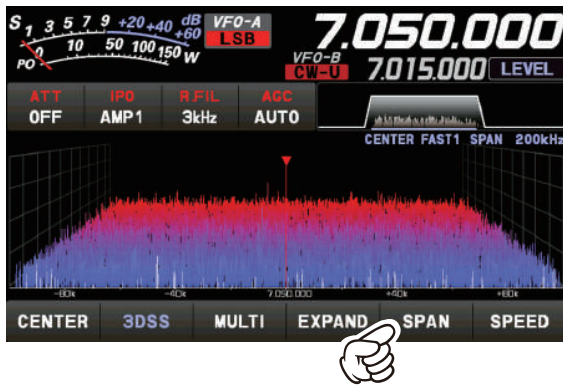 S 1 3 5 7 9 +20 +40 +60 dB
PO 0 10 50 100 150 W
VFO-A
LSB
7.050.000
VFO-B
CW-U
7.015.000
LEVEL
ATT IPO R.FIL AGC
OFF AMP1 3kHz AUTO
CENTER FAST1 SPAN 200kHz
-80k -40k 7.050.000 +40k +80k
CENTER 3DSS MULTI EXPAND SPAN SPEED